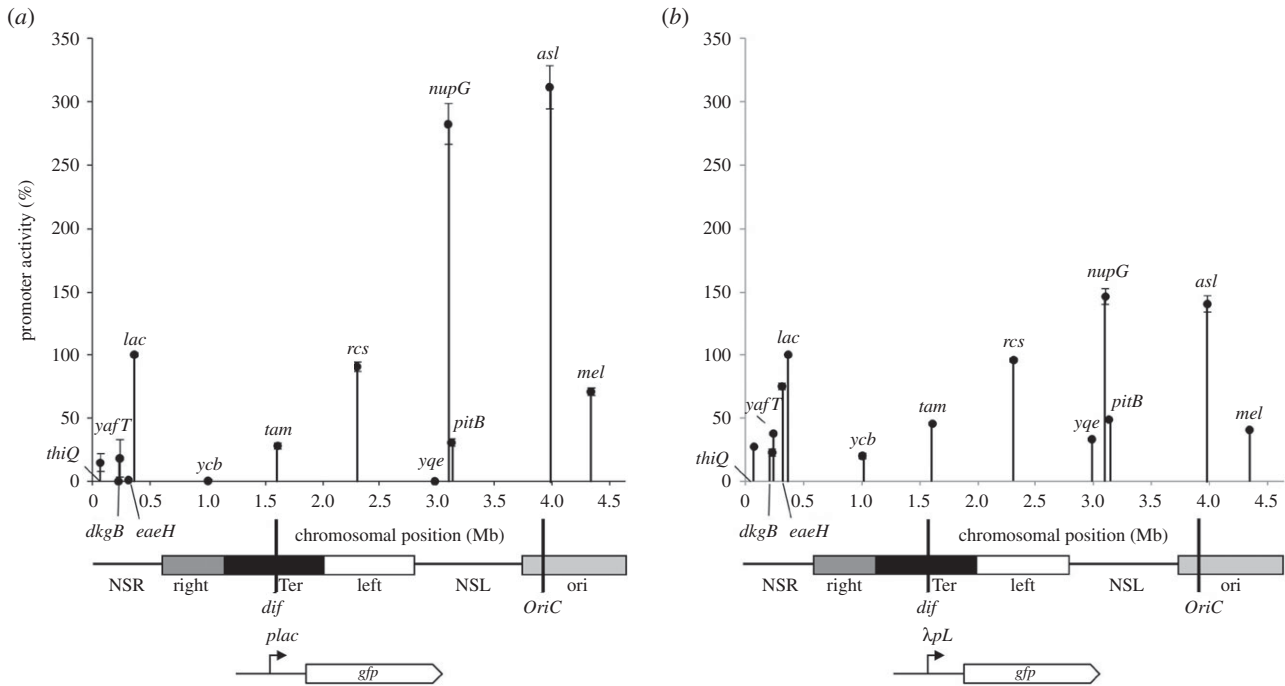 (a)
350
300
250
200
150
100
50
0
promoter activity (%)
asl
nupG
lac
rcs
mel
yafT
tam
pitB
thiQ
ycb
yqe
0 0.5 1.0 1.5 2.0 2.5 3.0 3.5 4.0 4.5
dkgB eaeH
chromosomal position (Mb)
NSR right Ter left NSL ori
dif OriC
plac
gfp
(b)
350
300
250
200
150
100
50
0
nupG
asl
lac
rcs
yafT
tam
pitB
mel
thiQ
ycb
yqe
0 0.5 1.0 1.5 2.0 2.5 3.0 3.5 4.0 4.5
dkgB eaeH
chromosomal position (Mb)
NSR right Ter left NSL ori
dif OriC
λpL
gfp